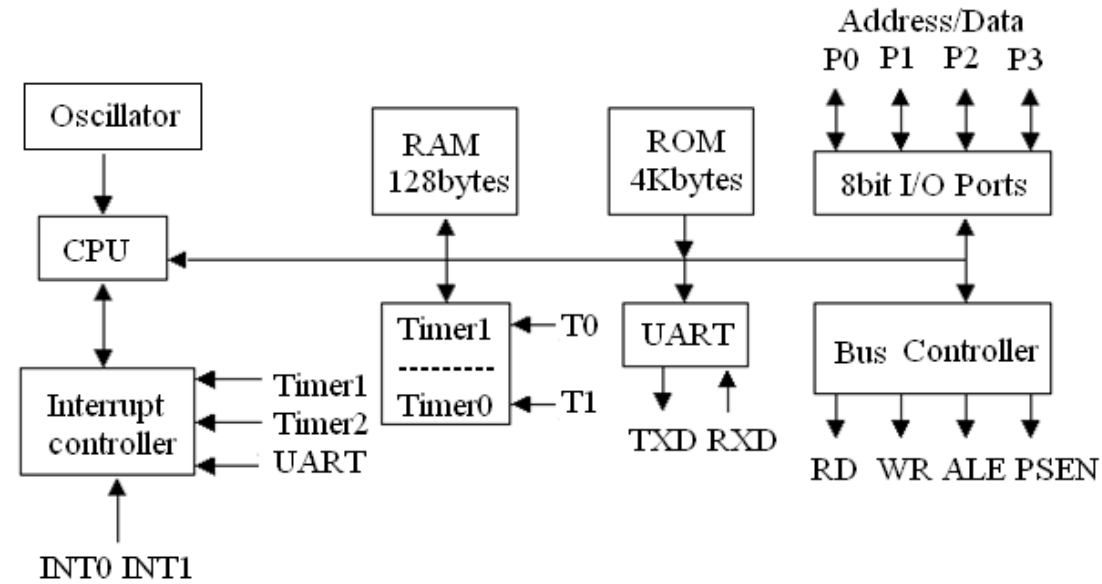 Address/Data
P0 P1 P2 P3
Oscillator
RAM
128bytes
ROM
4Kbytes
8bit I/O Ports
CPU
Timer1
Timer0
T0
T1
UART
TXD RXD
Bus Controller
RD WR ALE PSEN
Interrupt
controller
Timer1
Timer2
UART
INT0 INT1